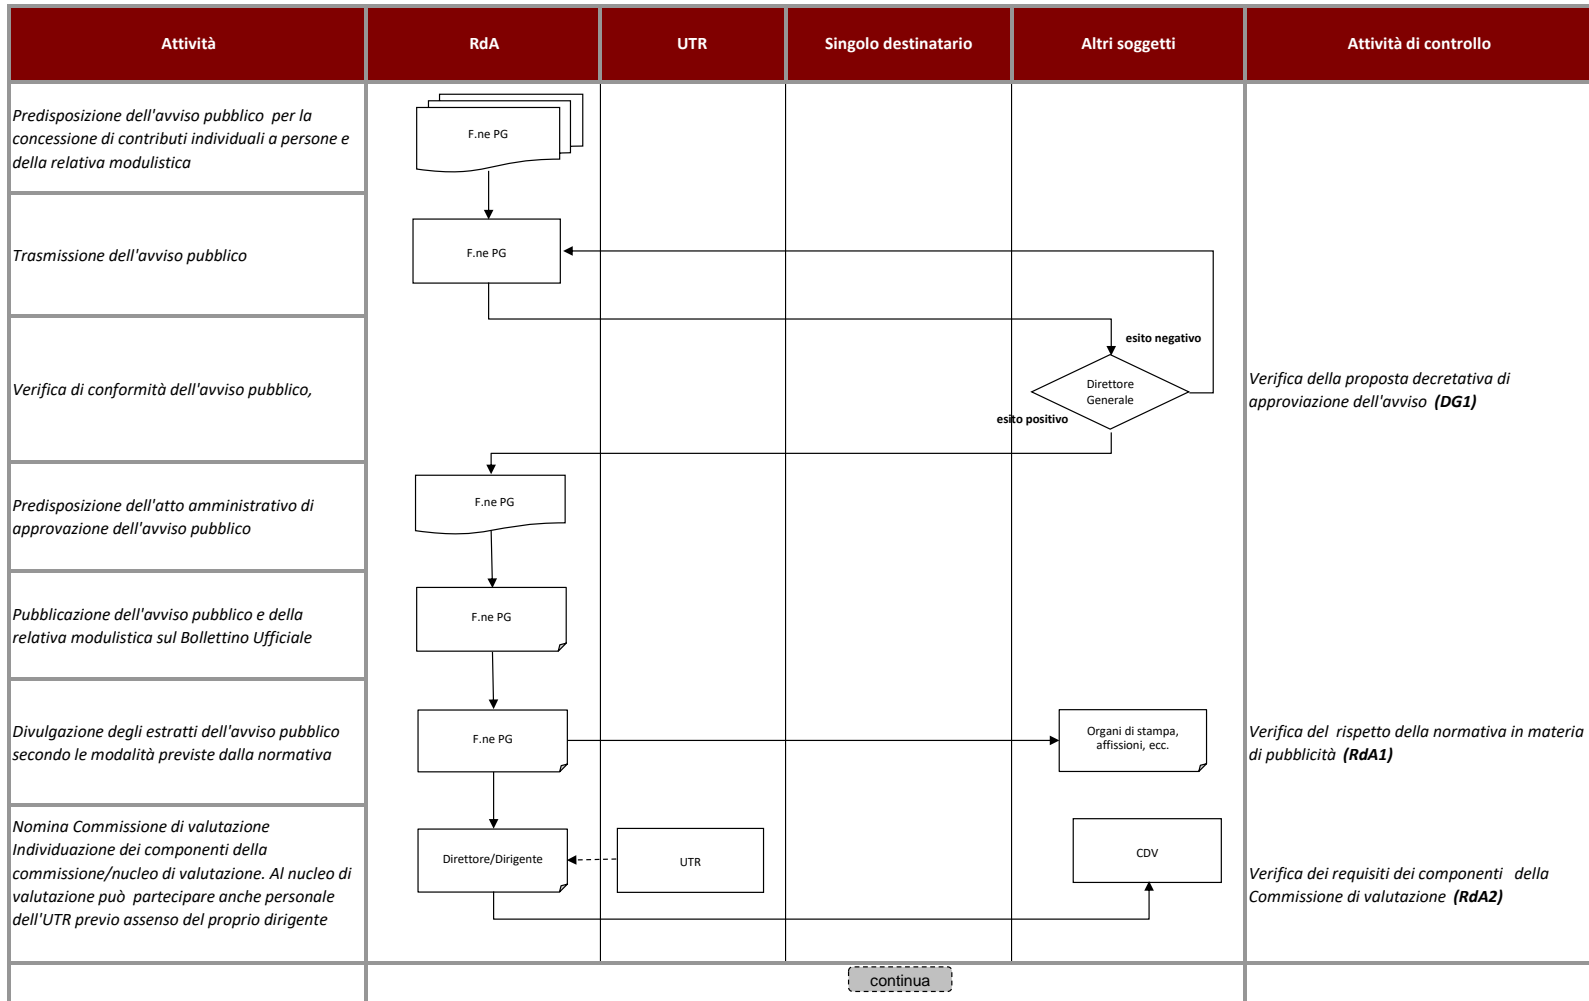 Attività
RdA
UTR
Singolo destinatario
Altri soggetti
Attività di controllo
Predisposizione dell'avviso pubblico per la
concessione di contributi individuali a persone e
della relativa modulistica
F.ne PG
Trasmissione dell'avviso pubblico
F.ne PG
Verifica di conformità dell'avviso pubblico,
esito negativo
Direttore
Generale
esito positivo
Verifica della proposta decretativa di
approviazione dell'avviso (DG1)
Predisposizione dell'atto amministrativo di
approvazione dell'avviso pubblico
F.ne PG
Pubblicazione dell'avviso pubblico e della
relativa modulistica sul Bollettino Ufficiale
F.ne PG
Divulgazione degli estratti dell'avviso pubblico
secondo le modalità previste dalla normativa
F.ne PG
Organi di stampa,
affissioni, ecc.
Verifica del rispetto della normativa in materia
di pubblicità (RdA1)
Nomina Commissione di valutazione
Individuazione dei componenti della
commissione/nucleo di valutazione. Al nucleo di
valutazione può partecipare anche personale
dell'UTR previo assenso del proprio dirigente
Direttore/Dirigente
UTR
CDV
Verifica dei requisiti dei componenti della
Commissione di valutazione (RdA2)
continua